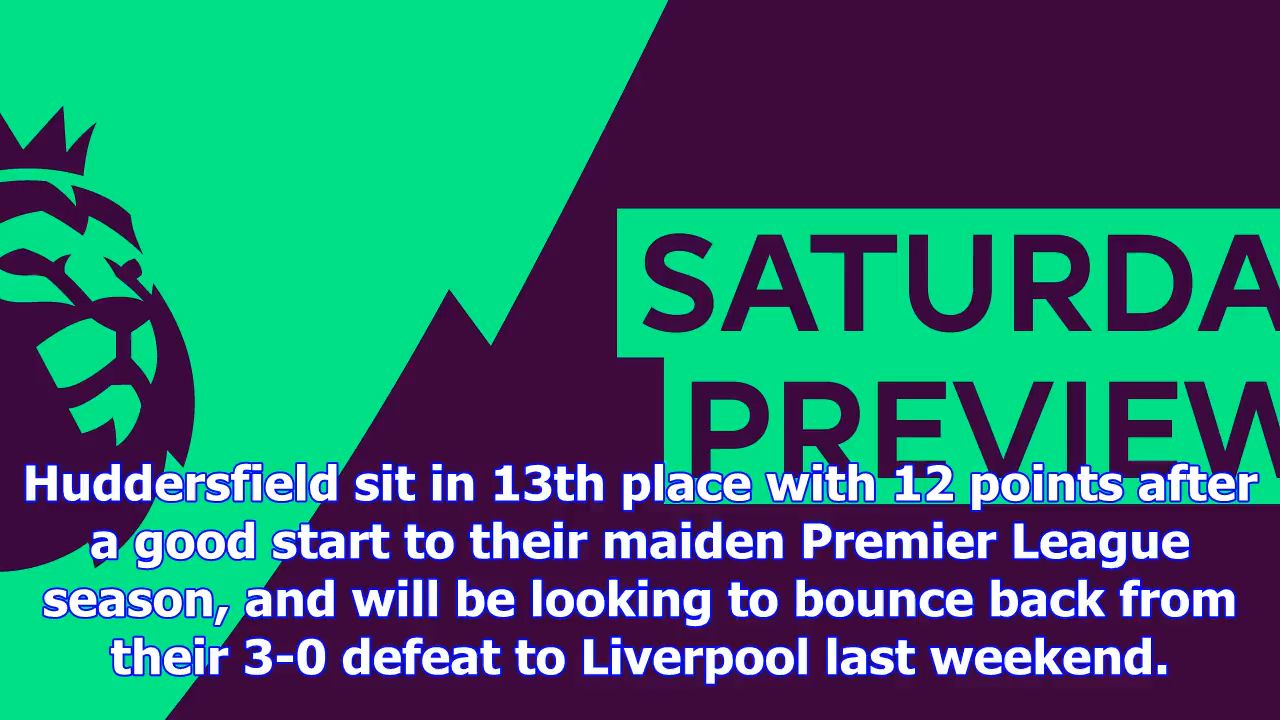 SATURDA
PREVIEW
Huddersfield sit in 13th place with 12 points after
a good start to their maiden Premier League
season, and will be looking to bounce back from
their 3-0 defeat to Liverpool last weekend.